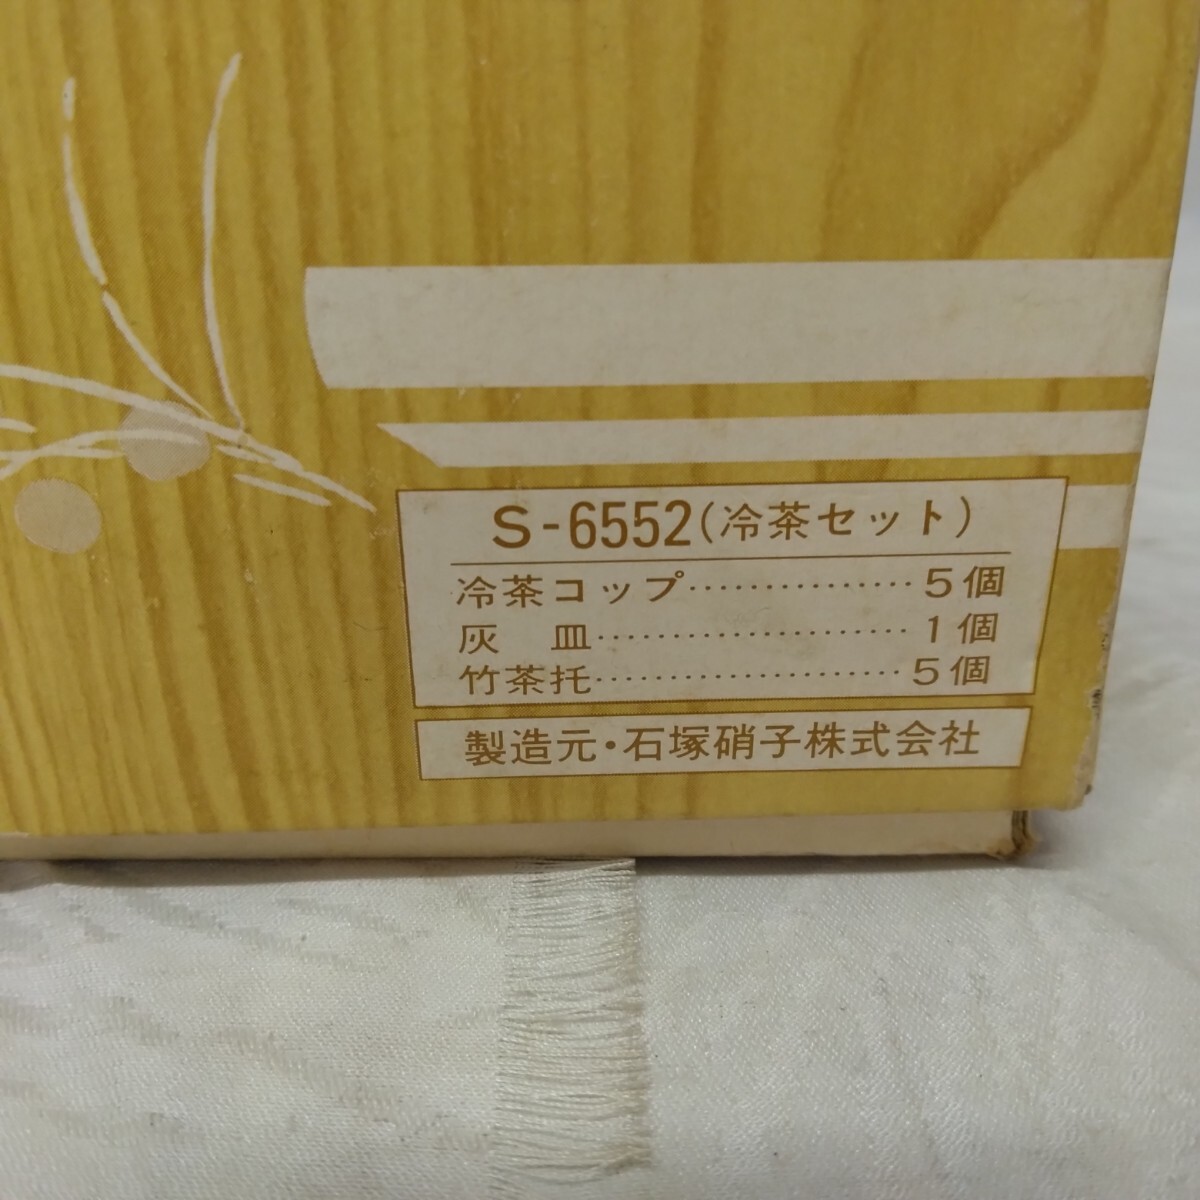 S-6552(冷茶セット)
冷茶コップ……………5個
灰　皿…………………1個
竹茶托…………………5個
製造元・石塚硝子株式会社